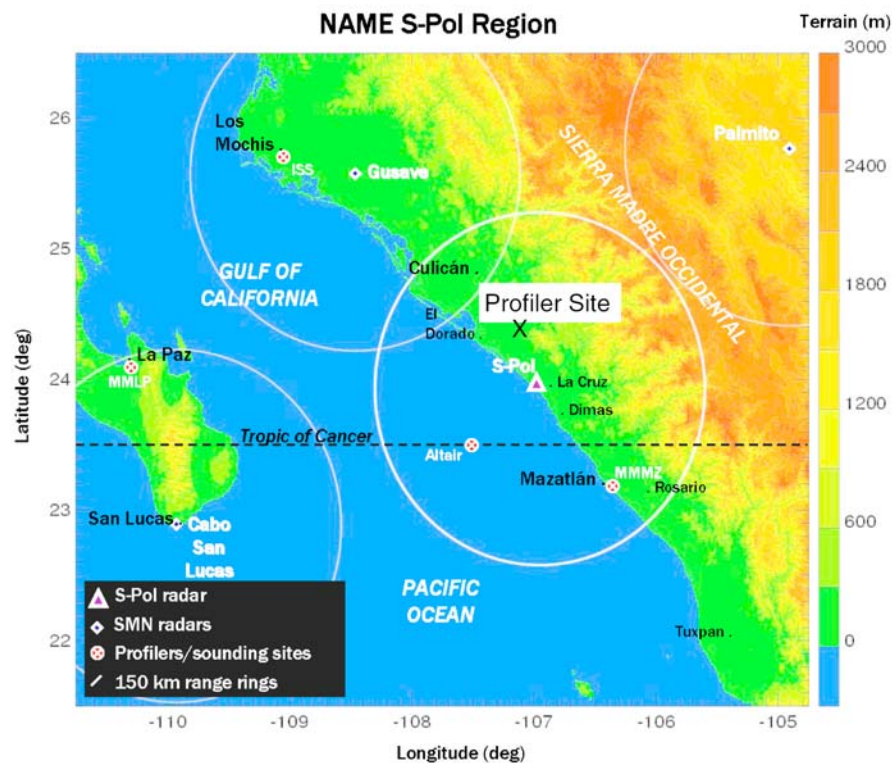 NAME S-Pol Region
Terrain (m)
3000
2400
1800
1200
600
0
26
25
24
23
22
Latitude (deg)
Los
Mochis
ISS
Gusave
Palmito
SIERRA MADRE OCCIDENTAL
GULF OF
CALIFORNIA
Culicán
Profiler Site
X
El
Dorado
S-Pol
La Cruz
Dimas
La Paz
MMLP
Tropic of Cancer
Altair
Mazatlán
MMMZ
Rosario
San Lucas
Cabo
San
Lucas
PACIFIC
OCEAN
Tuxpan
S-Pol radar
SMN radars
Profilers/sounding sites
150 km range rings
-110
-109
-108
-107
-106
-105
Longitude (deg)